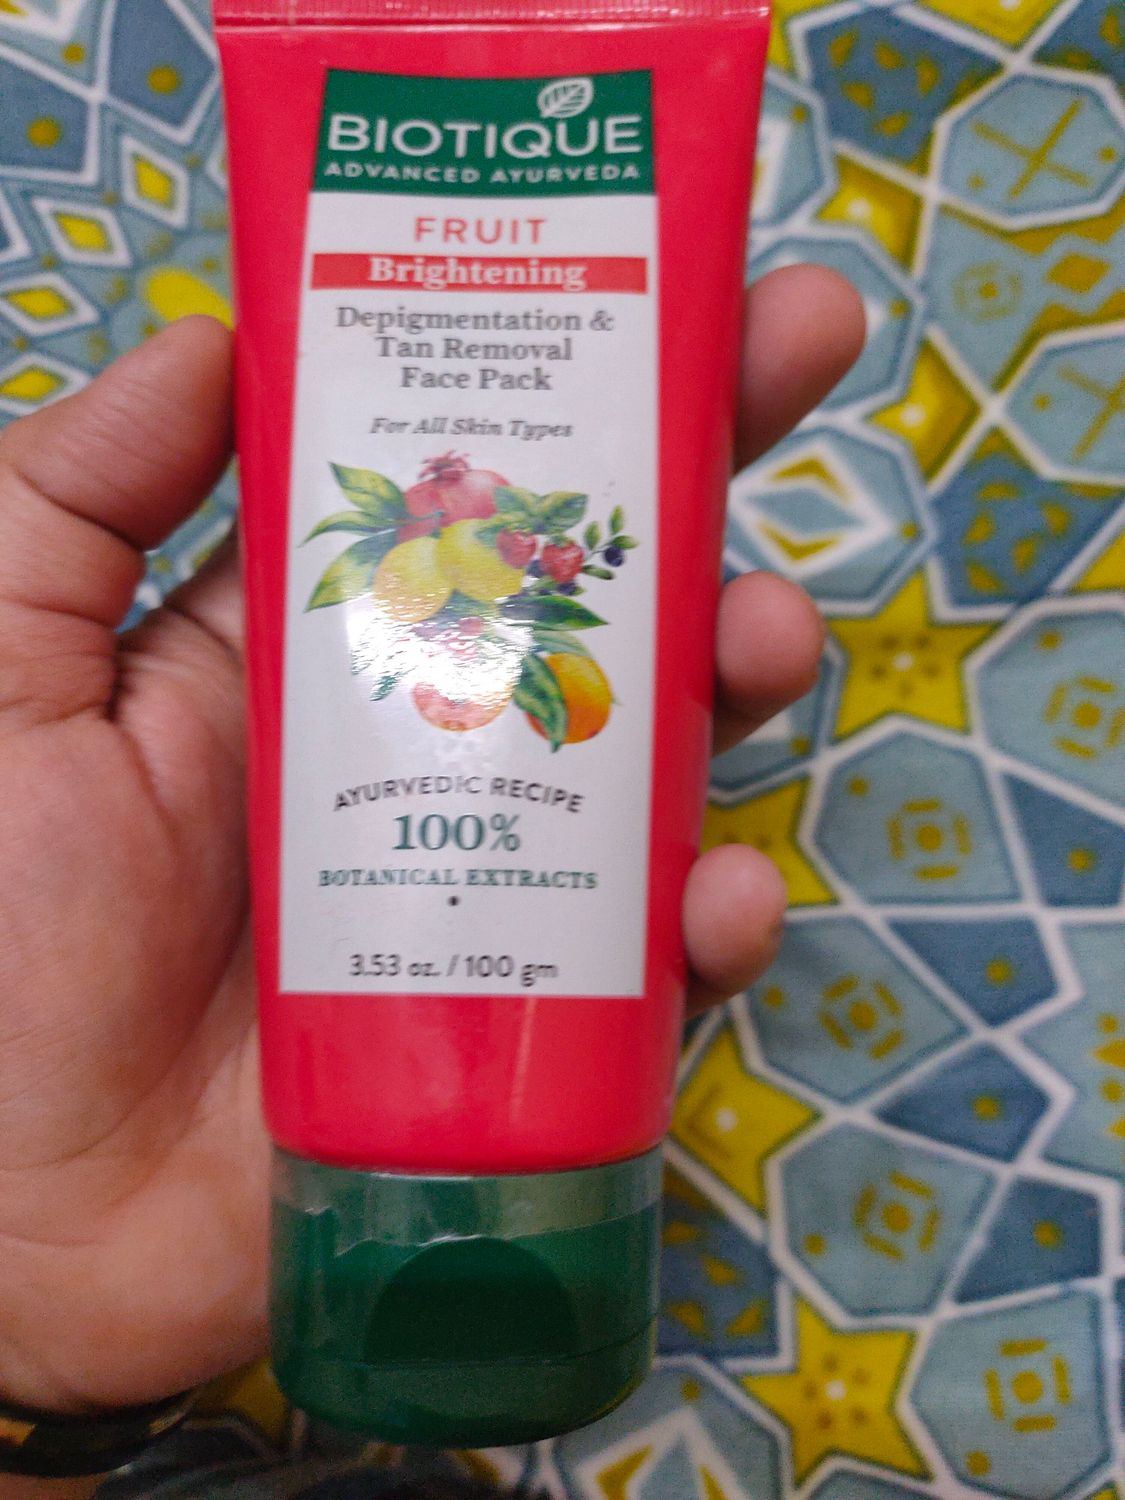 BIOTIQUE
ADVANCED AYURVEDA
FRUIT
Brightening
Depigmentation &
Tan Removal
Face Pack
For All Skin Types
AYURVEDIC RECIPE
100%
BOTANICAL EXTRACTS
3.53 oz. / 100 gm